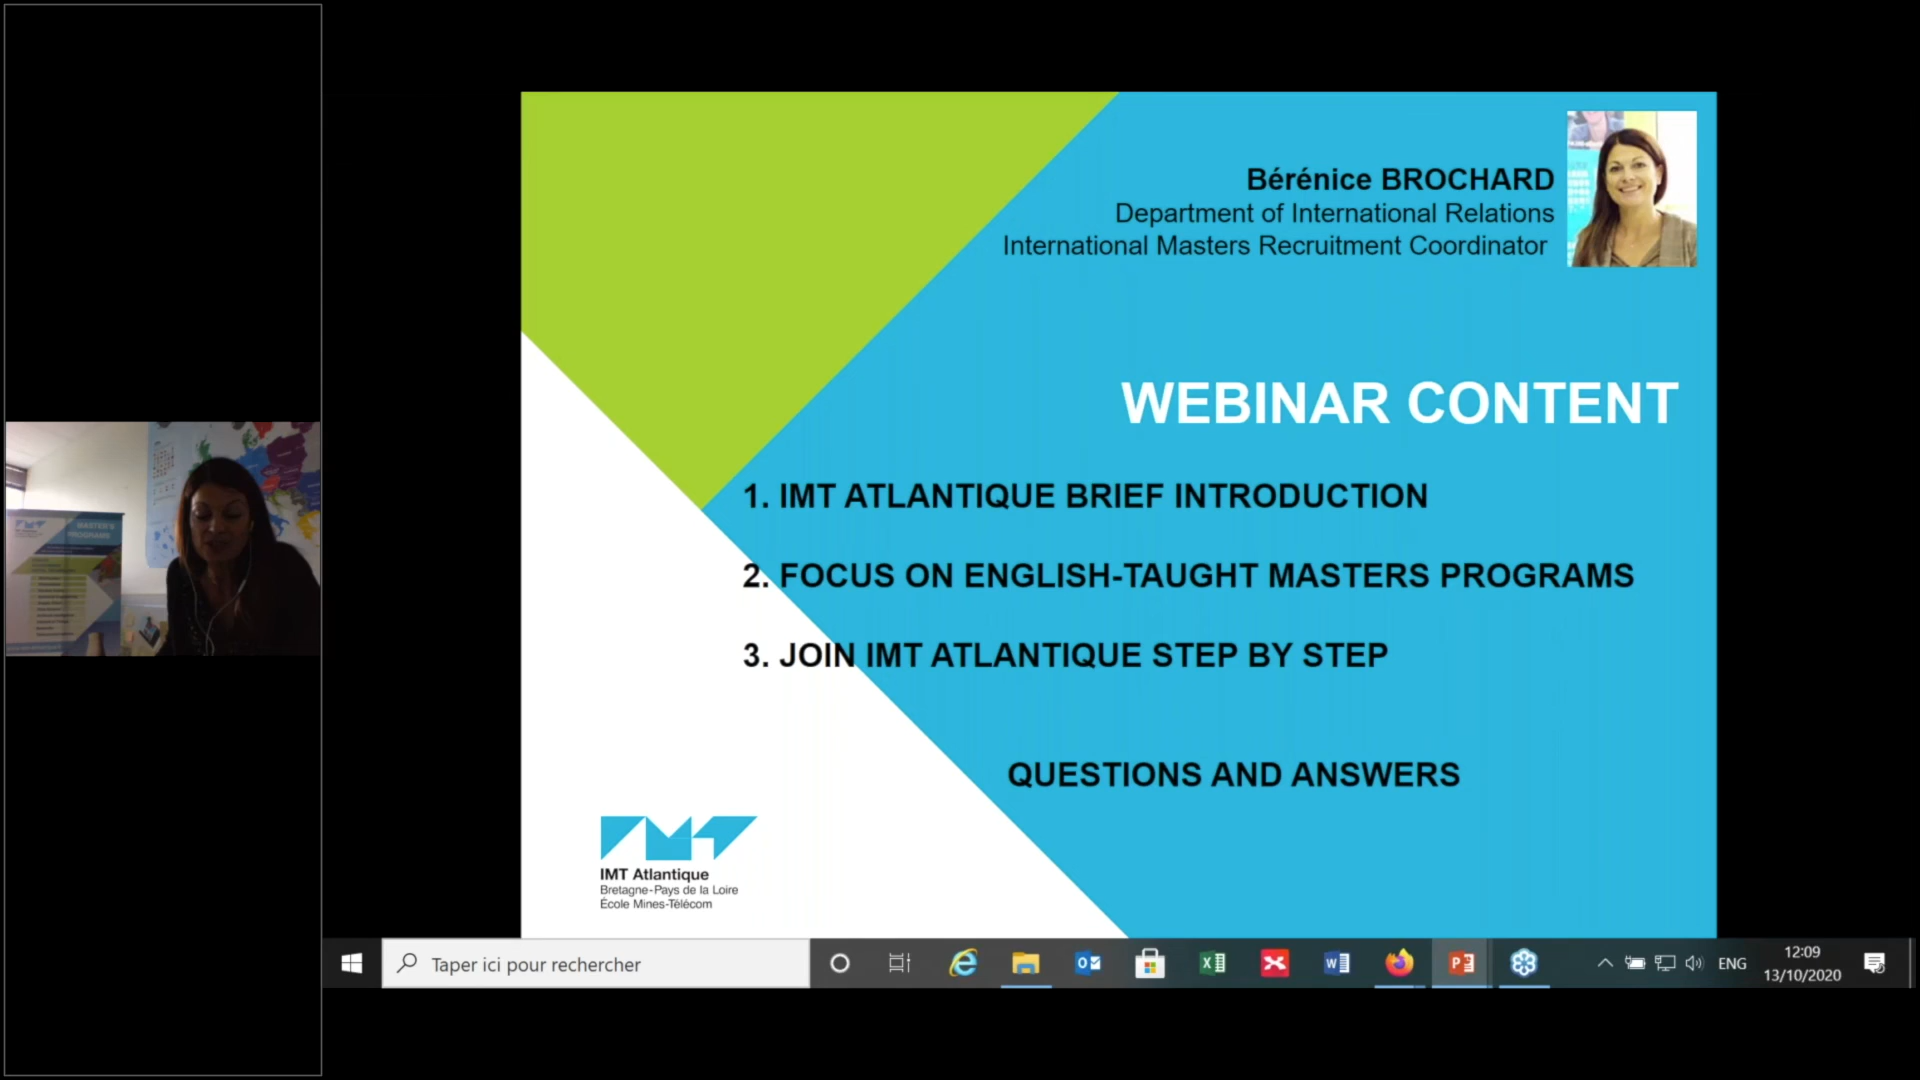 MASTER'S
PROGRAMS
Bérénice BROCHARD
Department of International Relations
International Masters Recruitment Coordinator
WEBINAR CONTENT
1. IMT ATLANTIQUE BRIEF INTRODUCTION
2. FOCUS ON ENGLISH-TAUGHT MASTERS PROGRAMS
3. JOIN IMT ATLANTIQUE STEP BY STEP
QUESTIONS AND ANSWERS
IMT Atlantique
Bretagne-Pays de la Loire
École Mines-Télécom
Taper ici pour rechercher
ENG
12:09
13/10/2020